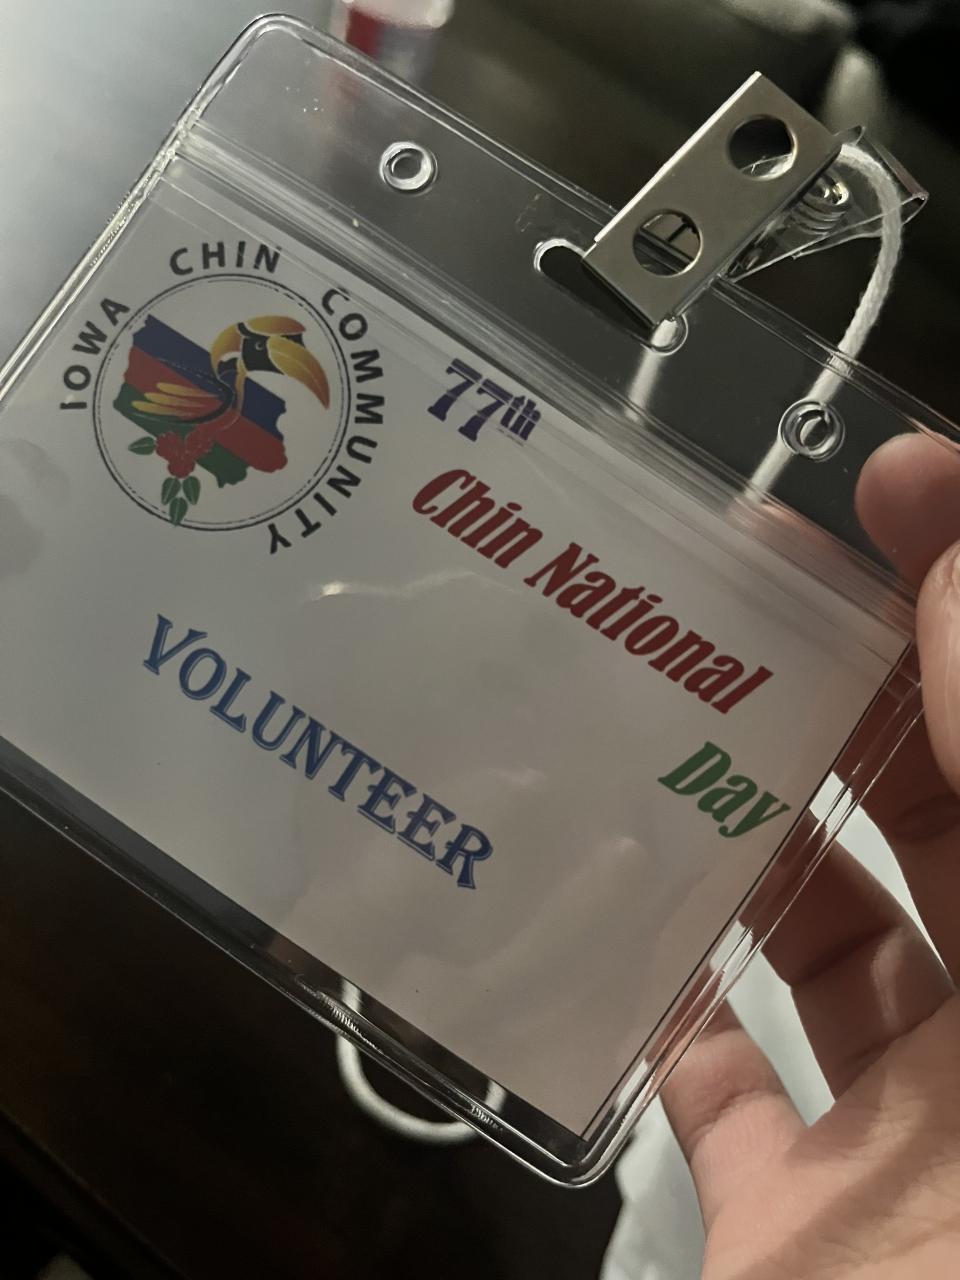 IOWA CHIN COMMUNITY
77th
Chin National
Day
VOLUNTEER